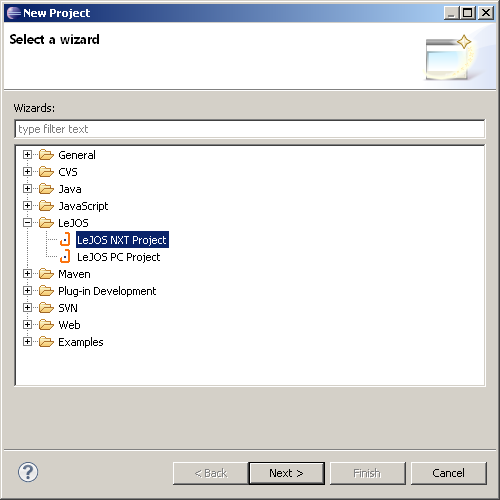 New Project
Select a wizard
Wizards:
type filter text
General
CVS
Java
JavaScript
LeJOS
LeJOS NXT Project
LeJOS PC Project
Maven
Plug-in Development
SVN
Web
Examples
? < Back Next > Finish Cancel